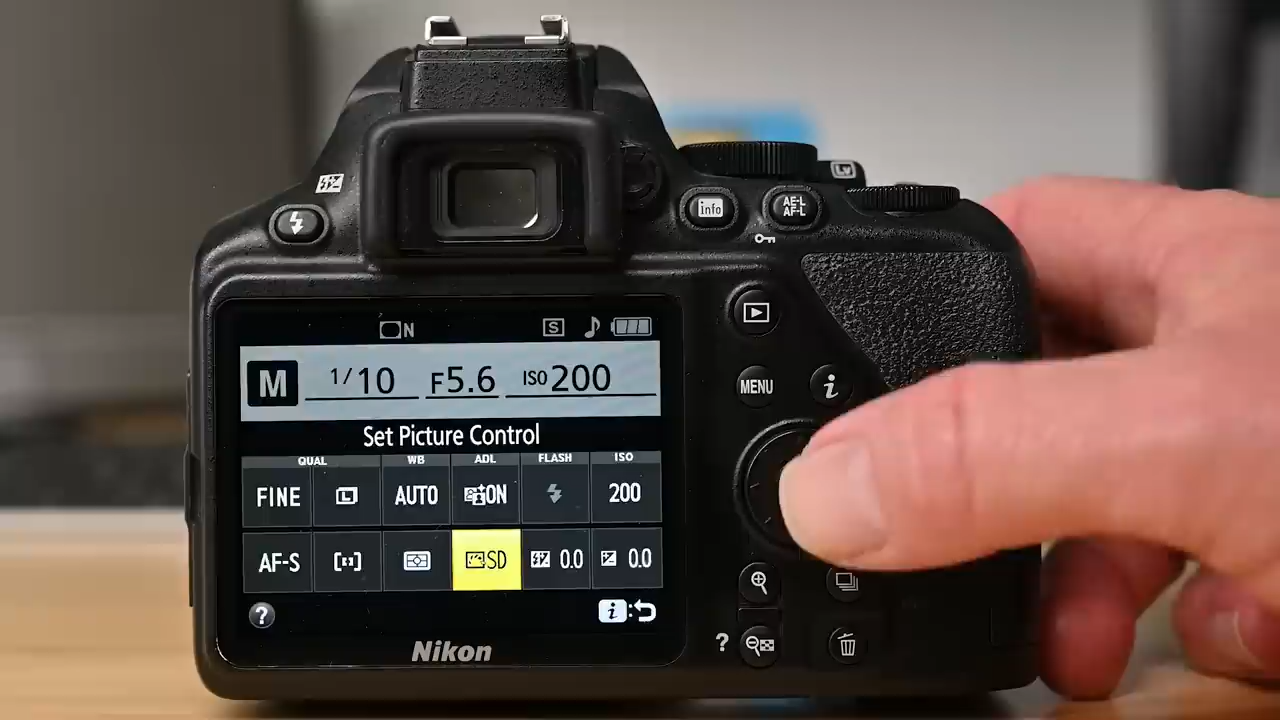 Lv
info
AE-L
AF-L
N
S
M 1/10 F5.6 ISO 200
MENU
i
Set Picture Control
QUAL WB ADL FLASH ISO
FINE L AUTO ON 200
AF-S SD 0.0 0.0
? i:
?
Nikon